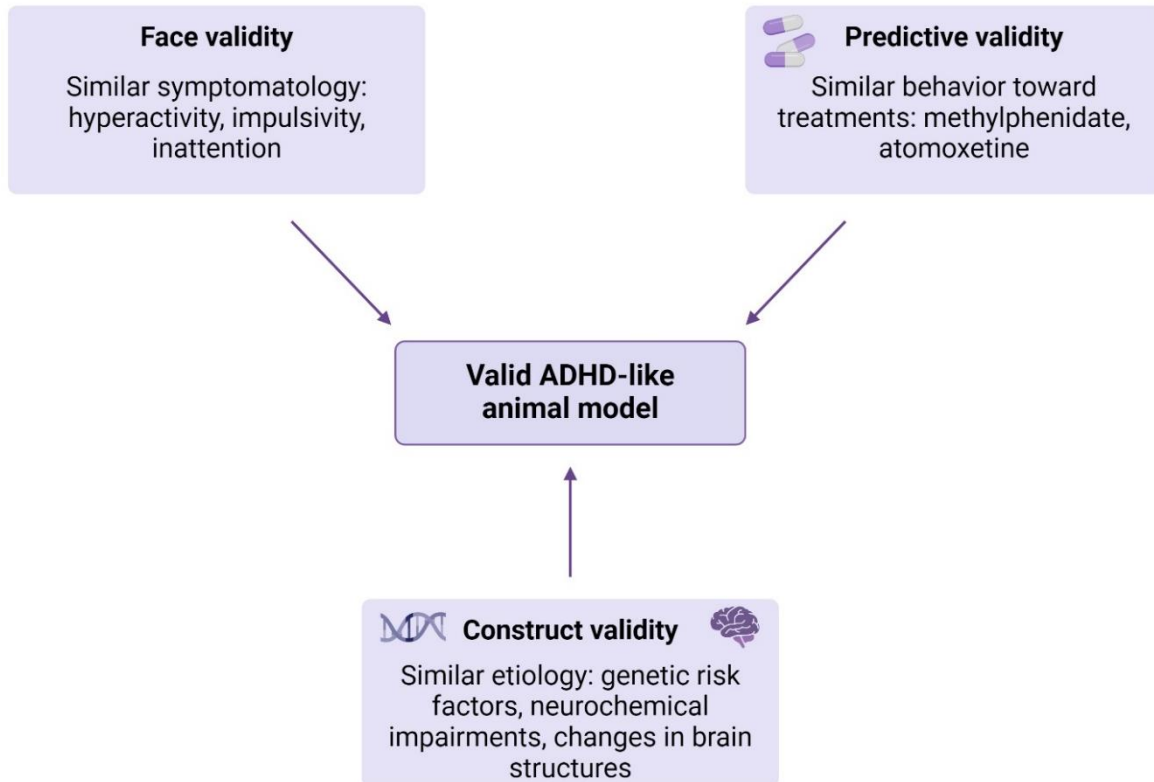 Face validity
Similar symptomatology:
hyperactivity, impulsivity,
inattention
Predictive validity
Similar behavior toward
treatments: methylphenidate,
atomoxetine
Valid ADHD-like
animal model
Construct validity
Similar etiology: genetic risk
factors, neurochemical
impairments, changes in brain
structures